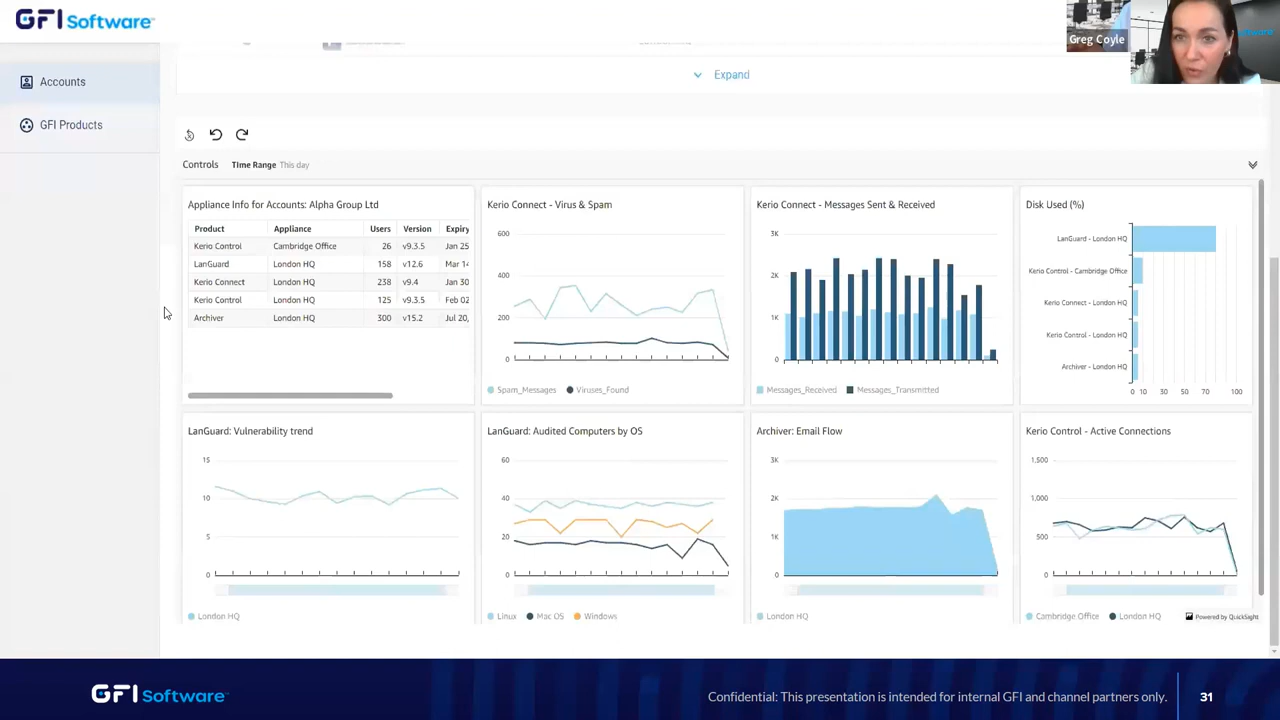 GFI Software™
Greg Coyle
Accounts
Expand
GFI Products
Controls Time Range This day
Appliance Info for Accounts: Alpha Group Ltd
Product Appliance Users Version Expiry
Kerio Control Cambridge Office 26 v9.3.5 Jan 25
LanGuard London HQ 158 v12.6 Mar 14
Kerio Connect London HQ 238 v9.4 Jan 30
Kerio Control London HQ 125 v9.3.5 Feb 02
Archiver London HQ 300 v15.2 Jul 20,
Kerio Connect - Virus & Spam
600
400
200
0
Spam_Messages Viruses_Found
Kerio Connect - Messages Sent & Received
3K
2K
1K
0
Messages_Received Messages_Transmitted
Disk Used (%)
LanGuard - London HQ
Kerio Control - Cambridge Office
Kerio Connect - London HQ
Kerio Control - London HQ
Archiver - London HQ
0 10 30 50 70 100
LanGuard: Vulnerability trend
15
10
5
0
London HQ
LanGuard: Audited Computers by OS
60
40
20
0
Linux Mac OS Windows
Archiver: Email Flow
3K
2K
1K
0
London HQ
Kerio Control - Active Connections
1,500
1,000
500
0
Cambridge Office London HQ
Powered by QuickSight
GFI Software™
Confidential: This presentation is intended for internal GFI and channel partners only.
31